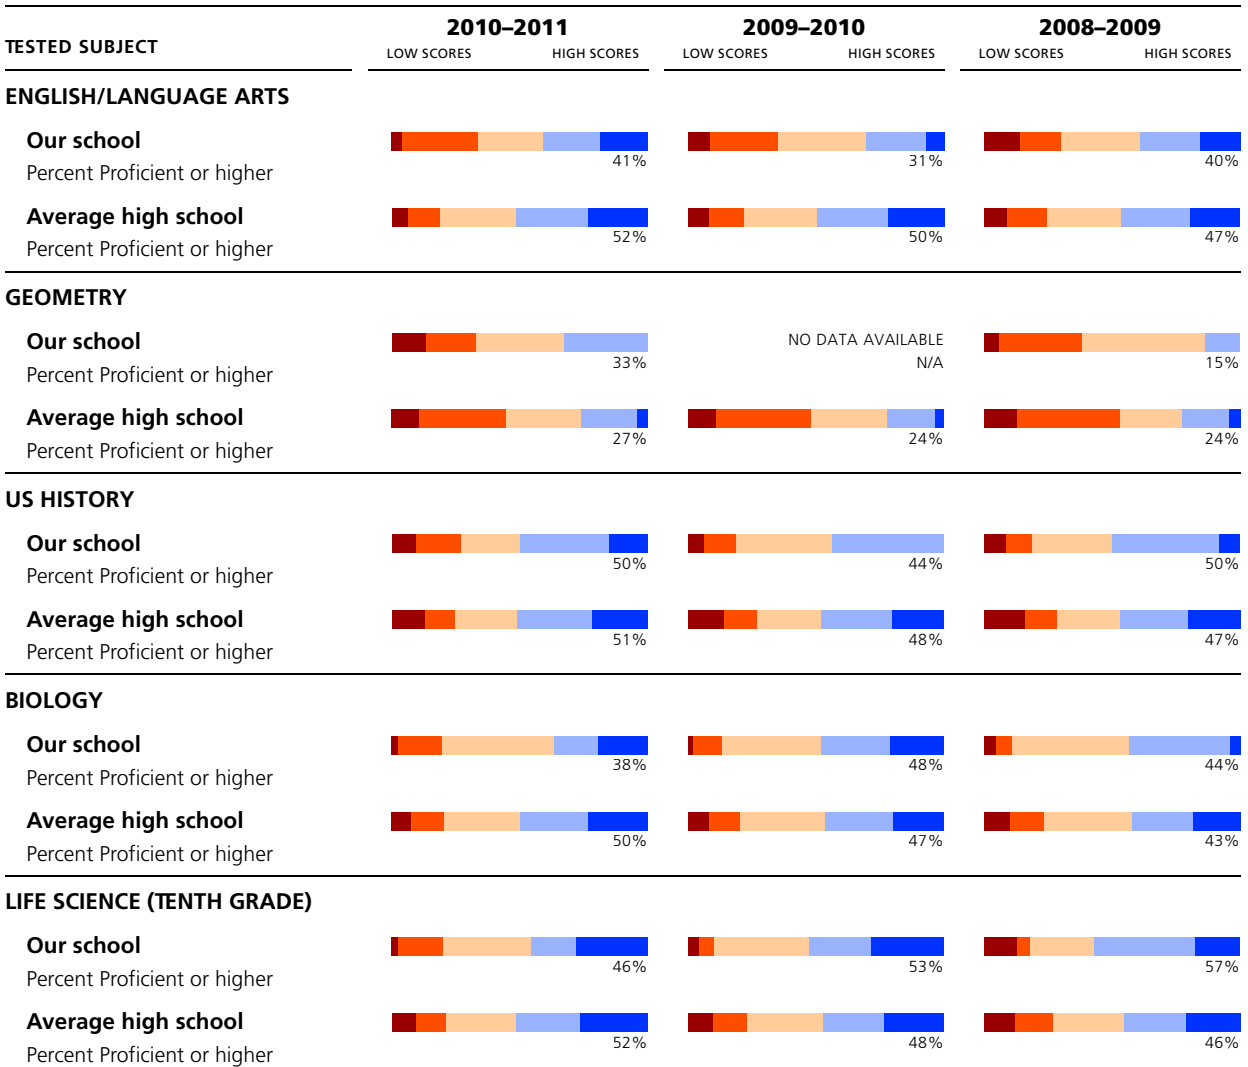 2010–2011 2009–2010 2008–2009
TESTED SUBJECT LOW SCORES HIGH SCORES LOW SCORES HIGH SCORES LOW SCORES HIGH SCORES
ENGLISH/LANGUAGE ARTS
Our school
41% 31% 40%
Percent Proficient or higher
Average high school
52% 50% 47%
Percent Proficient or higher
GEOMETRY
Our school NO DATA AVAILABLE
33% N/A 15%
Percent Proficient or higher
Average high school
27% 24% 24%
Percent Proficient or higher
US HISTORY
Our school
50% 44% 50%
Percent Proficient or higher
Average high school
51% 48% 47%
Percent Proficient or higher
BIOLOGY
Our school
38% 48% 44%
Percent Proficient or higher
Average high school
50% 47% 43%
Percent Proficient or higher
LIFE SCIENCE (TENTH GRADE)
Our school
46% 53% 57%
Percent Proficient or higher
Average high school
52% 48% 46%
Percent Proficient or higher